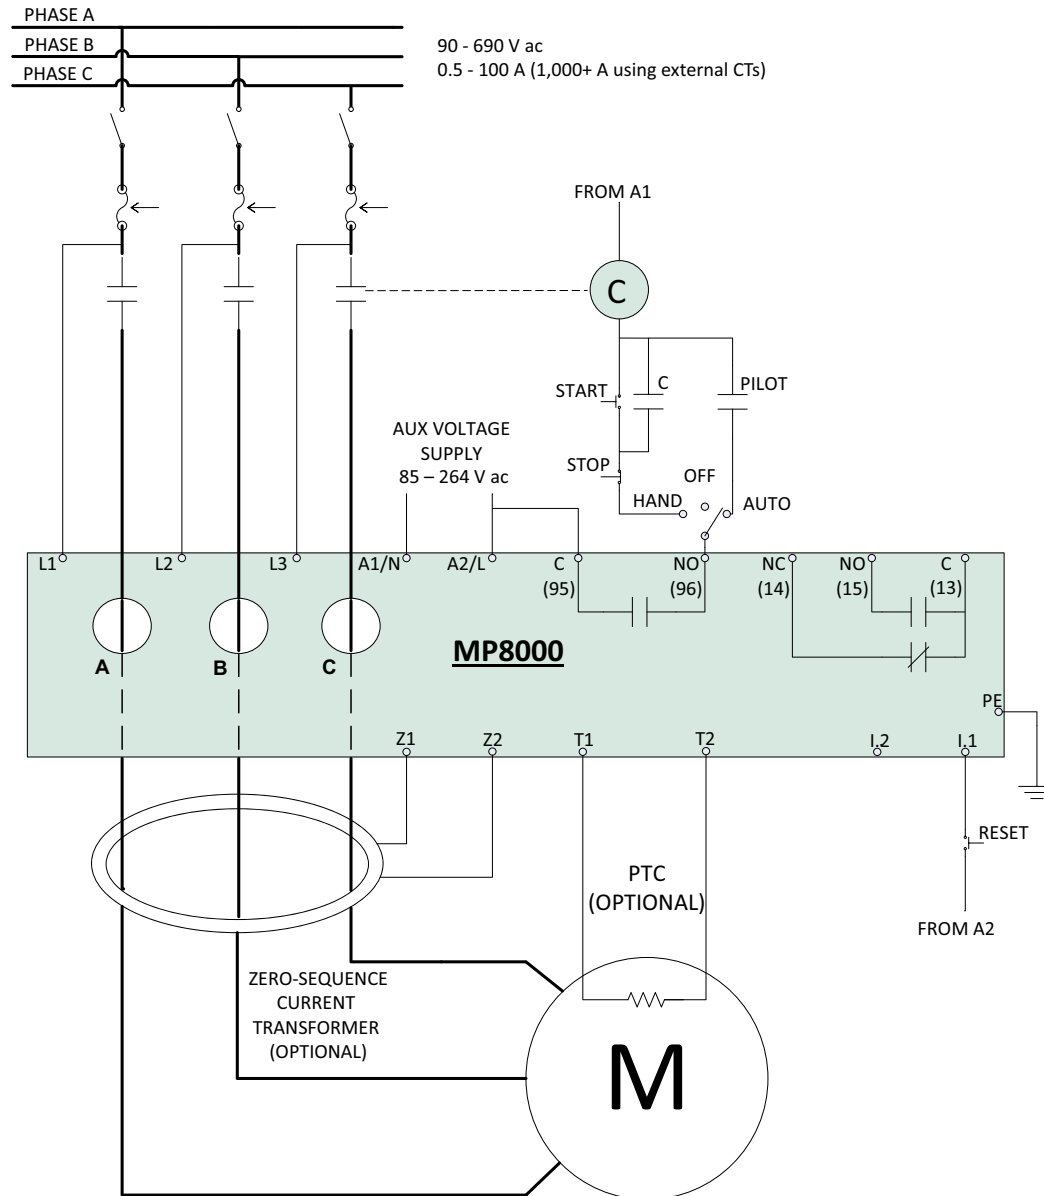 PHASE A
PHASE B
PHASE C
90 - 690 V ac
0.5 - 100 A (1,000+ A using external CTs)
FROM A1
C
START
C
PILOT
AUX VOLTAGE
SUPPLY
85 – 264 V ac
STOP
OFF
HAND
AUTO
L1
L2
L3
A1/N
A2/L
C
(95)
NO
(96)
NC
(14)
NO
(15)
C
(13)
A
B
C
MP8000
PE
Z1
Z2
T1
T2
I.2
I.1
RESET
PTC
(OPTIONAL)
FROM A2
ZERO-SEQUENCE
CURRENT
TRANSFORMER
(OPTIONAL)
M